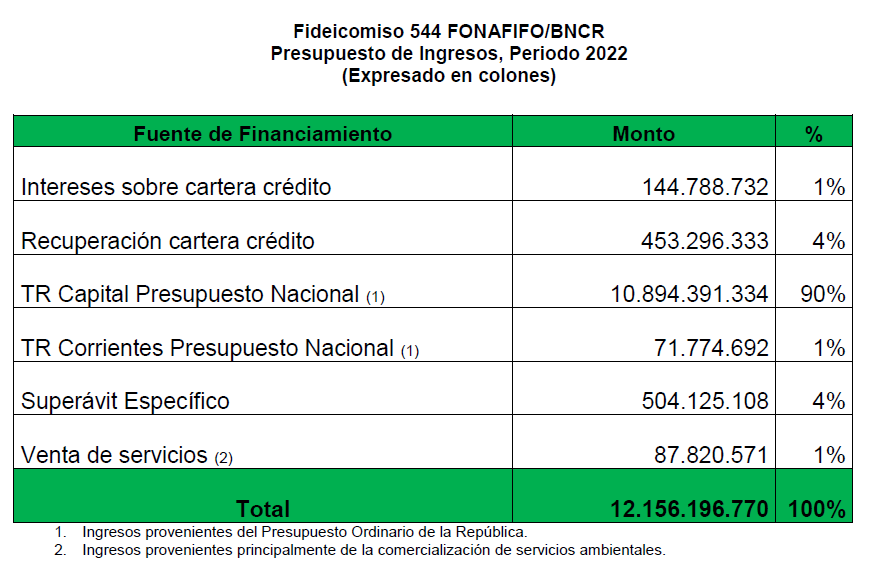 Fideicomiso 544 FONAFIFO/BNCR
Presupuesto de Ingresos, Periodo 2022
(Expresado en colones)
Fuente de Financiamiento Monto %
Intereses sobre cartera crédito 144.788.732 1%
Recuperación cartera crédito 453.296.333 4%
TR Capital Presupuesto Nacional (1) 10.894.391.334 90%
TR Corrientes Presupuesto Nacional (1) 71.774.692 1%
Superávit Específico 504.125.108 4%
Venta de servicios (2) 87.820.571 1%
Total 12.156.196.770 100%
1. Ingresos provenientes del Presupuesto Ordinario de la República.
2. Ingresos provenientes principalmente de la comercialización de servicios ambientales.